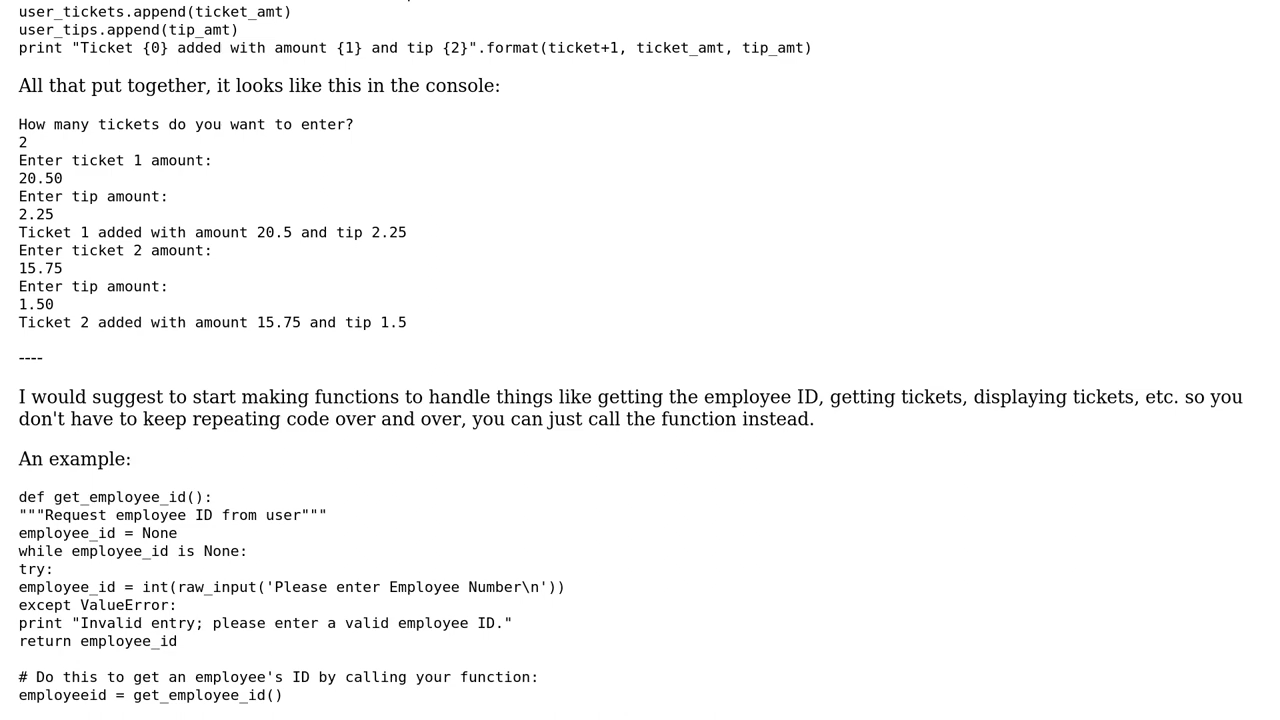 user_tickets.append(ticket_amt)
user_tips.append(tip_amt)
print "Ticket {0} added with amount {1} and tip {2}".format(ticket+1, ticket_amt, tip_amt)
All that put together, it looks like this in the console:
How many tickets do you want to enter?
2
Enter ticket 1 amount:
20.50
Enter tip amount:
2.25
Ticket 1 added with amount 20.5 and tip 2.25
Enter ticket 2 amount:
15.75
Enter tip amount:
1.50
Ticket 2 added with amount 15.75 and tip 1.5
----
I would suggest to start making functions to handle things like getting the employee ID, getting tickets, displaying tickets, etc. so you
don't have to keep repeating code over and over, you can just call the function instead.
An example:
def get_employee_id():
"""Request employee ID from user"""
employee_id = None
while employee_id is None:
try:
employee_id = int(raw_input('Please enter Employee Number\n'))
except ValueError:
print "Invalid entry; please enter a valid employee ID."
return employee_id
# Do this to get an employee's ID by calling your function:
employeeid = get_employee_id()